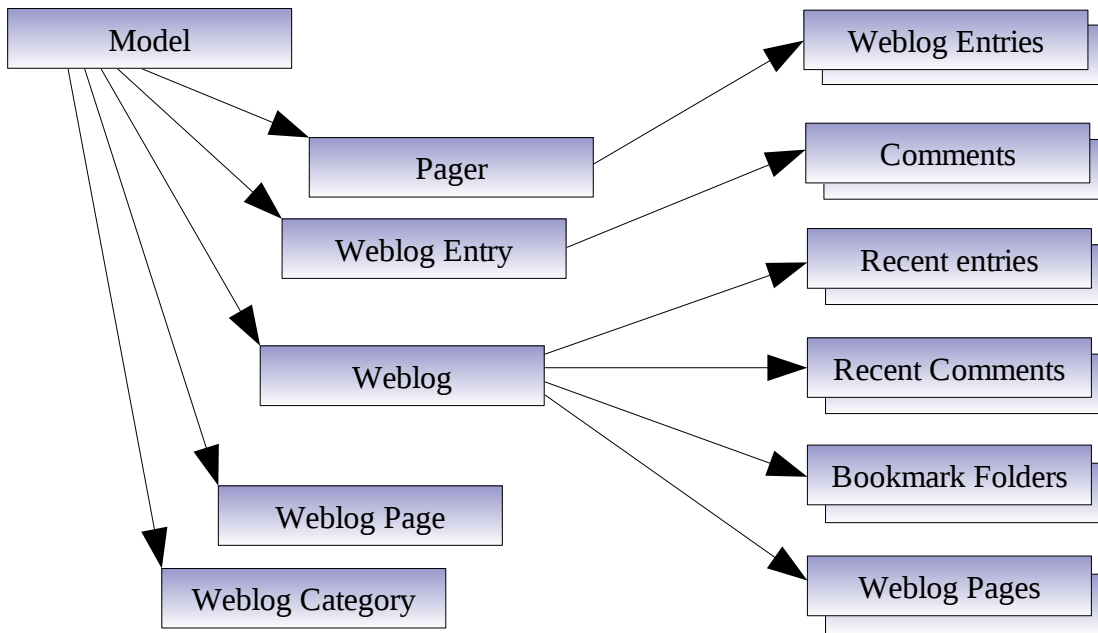 Model
Weblog Entries
Pager
Comments
Weblog Entry
Recent entries
Weblog
Recent Comments
Bookmark Folders
Weblog Page
Weblog Category
Weblog Pages